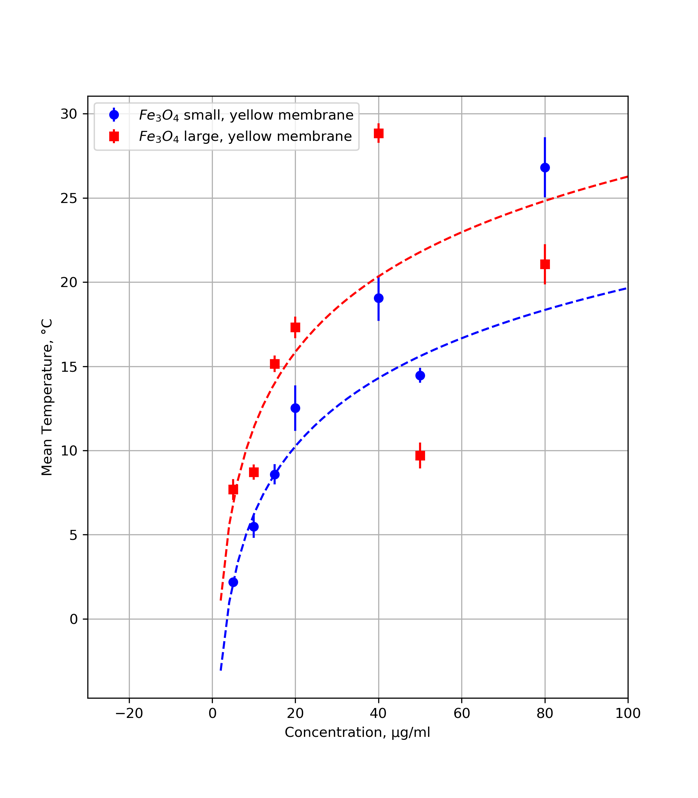 Fe₃O₄ small, yellow membrane
Fe₃O₄ large, yellow membrane
30
25
20
15
10
5
0
Mean Temperature, °C
−20 0 20 40 60 80 100
Concentration, μg/ml